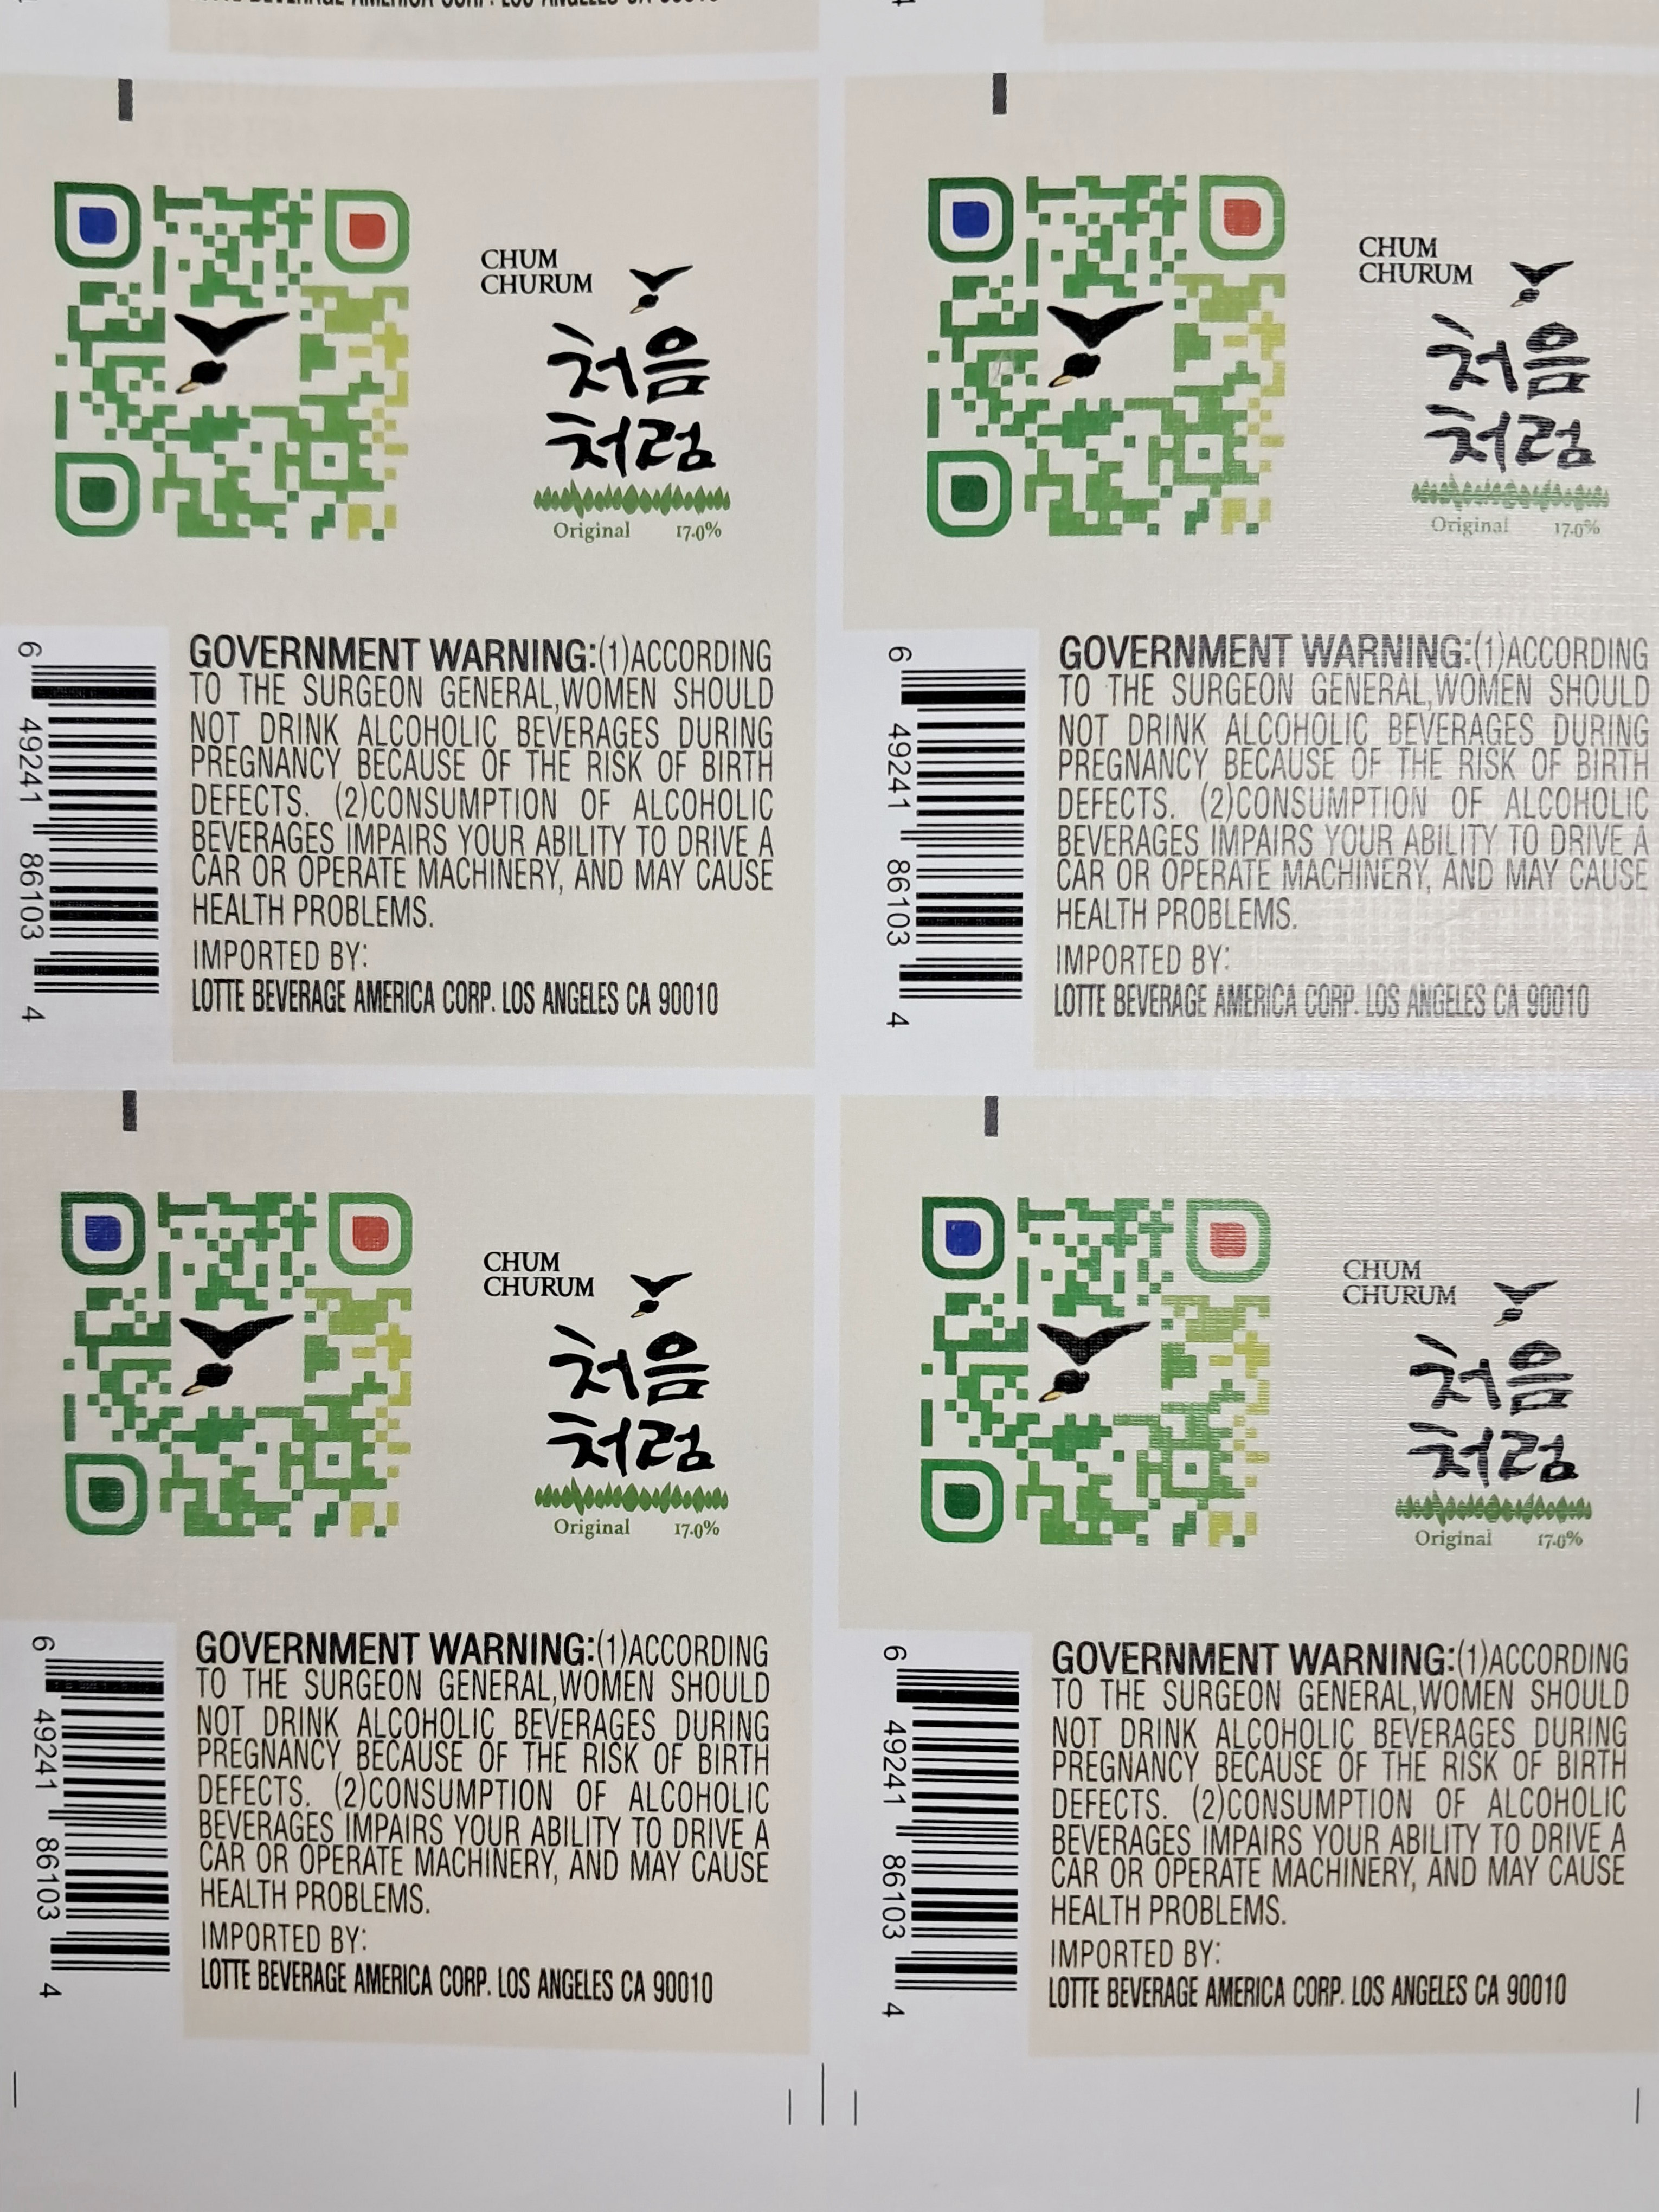 CHUM
CHURUM
처음
처럼
Original 17.0%
GOVERNMENT WARNING:(1)ACCORDING
TO THE SURGEON GENERAL,WOMEN SHOULD
NOT DRINK ALCOHOLIC BEVERAGES DURING
PREGNANCY BECAUSE OF THE RISK OF BIRTH
DEFECTS. (2)CONSUMPTION OF ALCOHOLIC
BEVERAGES IMPAIRS YOUR ABILITY TO DRIVE A
CAR OR OPERATE MACHINERY, AND MAY CAUSE
HEALTH PROBLEMS.
IMPORTED BY:
LOTTE BEVERAGE AMERICA CORP. LOS ANGELES CA 90010
6 49241 86103 4
CHUM
CHURUM
처음
처럼
Original 17.0%
GOVERNMENT WARNING:(1)ACCORDING
TO THE SURGEON GENERAL,WOMEN SHOULD
NOT DRINK ALCOHOLIC BEVERAGES DURING
PREGNANCY BECAUSE OF THE RISK OF BIRTH
DEFECTS. (2)CONSUMPTION OF ALCOHOLIC
BEVERAGES IMPAIRS YOUR ABILITY TO DRIVE A
CAR OR OPERATE MACHINERY, AND MAY CAUSE
HEALTH PROBLEMS.
IMPORTED BY:
LOTTE BEVERAGE AMERICA CORP. LOS ANGELES CA 90010
6 49241 86103 4
CHUM
CHURUM
처음
처럼
Original 17.0%
GOVERNMENT WARNING:(1)ACCORDING
TO THE SURGEON GENERAL,WOMEN SHOULD
NOT DRINK ALCOHOLIC BEVERAGES DURING
PREGNANCY BECAUSE OF THE RISK OF BIRTH
DEFECTS. (2)CONSUMPTION OF ALCOHOLIC
BEVERAGES IMPAIRS YOUR ABILITY TO DRIVE A
CAR OR OPERATE MACHINERY, AND MAY CAUSE
HEALTH PROBLEMS.
IMPORTED BY:
LOTTE BEVERAGE AMERICA CORP. LOS ANGELES CA 90010
6 49241 86103 4
CHUM
CHURUM
처음
처럼
Original 17.0%
GOVERNMENT WARNING:(1)ACCORDING
TO THE SURGEON GENERAL,WOMEN SHOULD
NOT DRINK ALCOHOLIC BEVERAGES DURING
PREGNANCY BECAUSE OF THE RISK OF BIRTH
DEFECTS. (2)CONSUMPTION OF ALCOHOLIC
BEVERAGES IMPAIRS YOUR ABILITY TO DRIVE A
CAR OR OPERATE MACHINERY, AND MAY CAUSE
HEALTH PROBLEMS.
IMPORTED BY:
LOTTE BEVERAGE AMERICA CORP. LOS ANGELES CA 90010
6 49241 86103 4